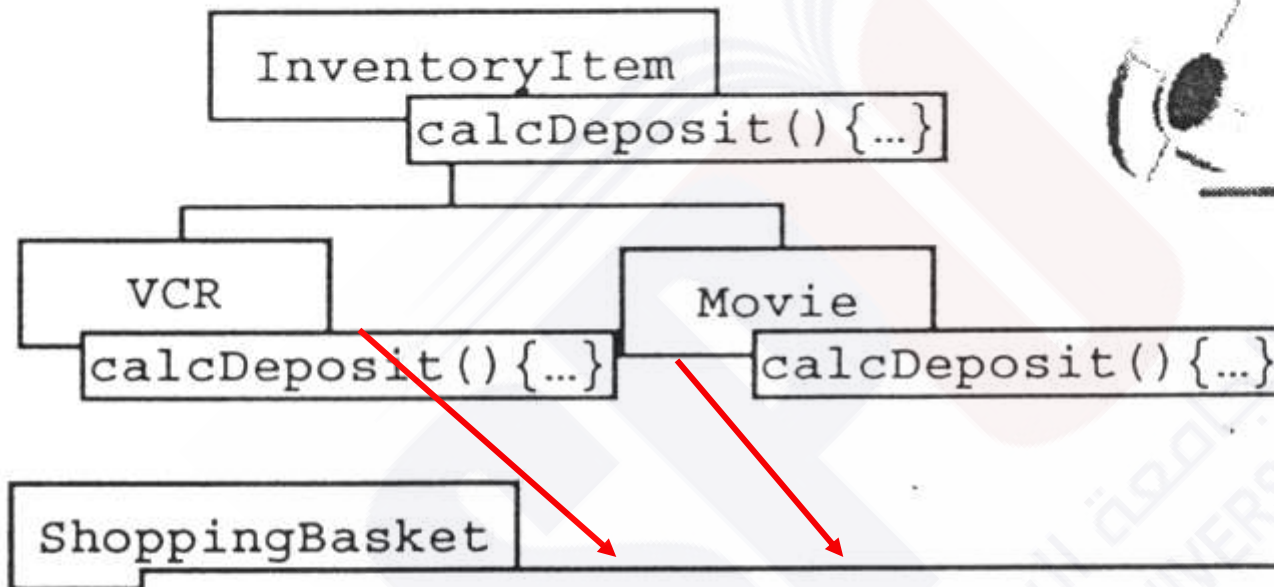 InventoryItem
calcDeposit(){…}
VCR
Movie
calcDeposit(){…}
calcDeposit(){…}
ShoppingBasket